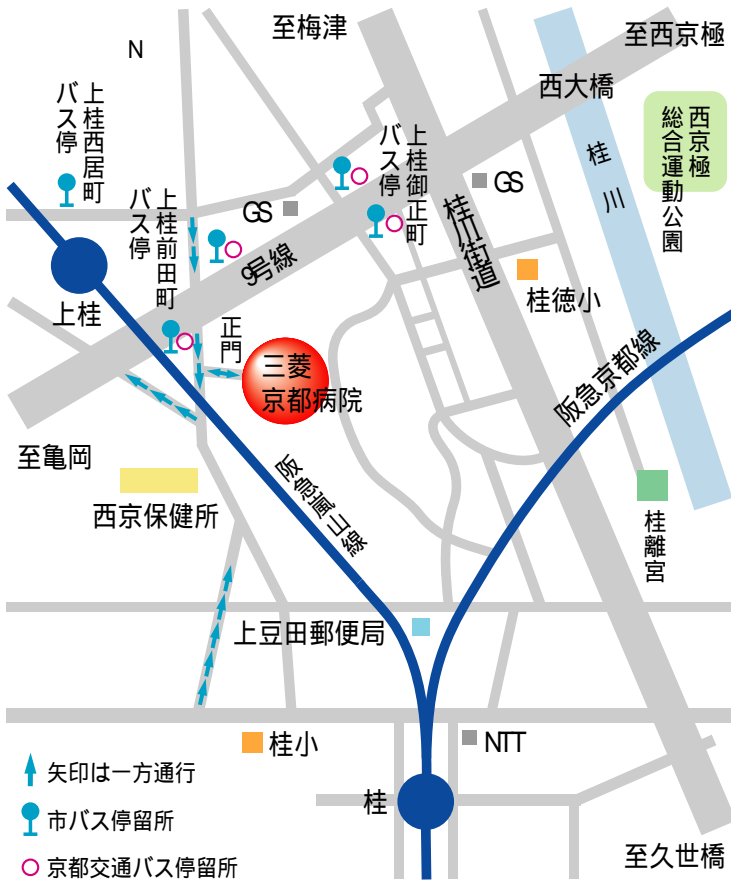 至梅津
至西京極
N
西大橋
上桂西居町
バス停
上桂御正町
バス停
西京極
総合運動公園
桂川
上桂前田町
バス停
GS
GS
桂川街道
9号線
桂徳小
上桂
正門
三菱
京都病院
阪急京都線
至亀岡
阪急嵐山線
西京保健所
桂離宮
上豆田郵便局
桂小
NTT
矢印は一方通行
桂
市バス停留所
至久世橋
京都交通バス停留所